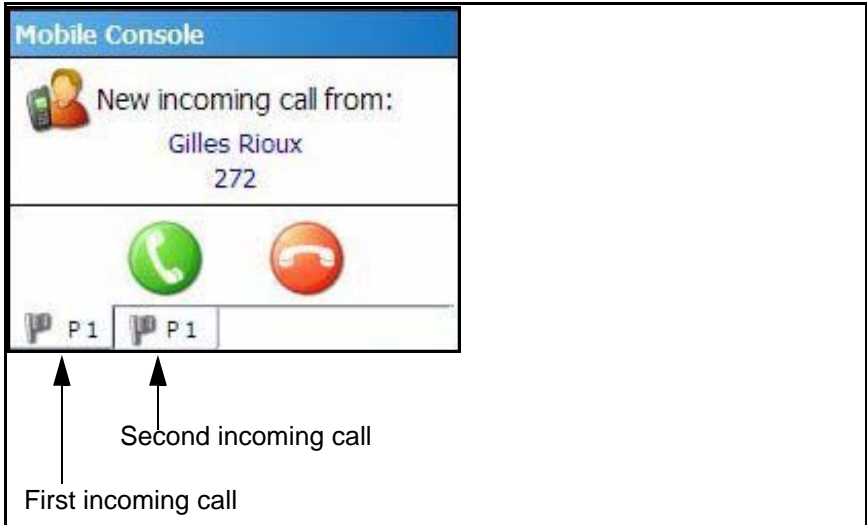 Mobile Console
New incoming call from:
Gilles Rioux
272
P 1 P 1
Second incoming call
First incoming call